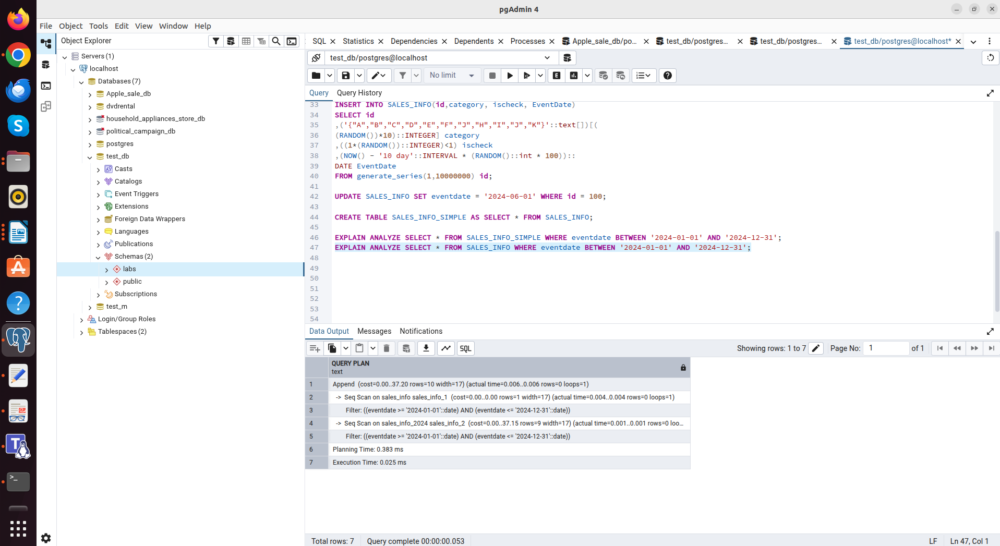 pgAdmin 4
File Object Tools Edit View Window Help
Object Explorer
SQL Statistics Dependencies Dependents Processes Apple_sale_db/po... test_db/postgres... test_db/postgres... test_db/postgres@localhost*
Servers (1)
localhost
Databases (7)
Apple_sale_db
dvdrental
household_appliances_store_db
political_campaign_db
postgres
test_db
Casts
Catalogs
Event Triggers
Extensions
Foreign Data Wrappers
Languages
Publications
Schemas (2)
labs
public
Subscriptions
test_m
Login/Group Roles
Tablespaces (2)
test_db/postgres@localhost
No limit
E
Query Query History
33 INSERT INTO SALES_INFO(id,category, ischeck, EventDate)
34 SELECT id
35 ,('{"A","B","C","D","E","F","J","H","I","J","K"}'::text[])[(
36 (RANDOM())*10)::INTEGER] category
37 ,((1*(RANDOM())::INTEGER)<1) ischeck
38 ,(NOW() - '10 day'::INTERVAL * (RANDOM()::int * 100))::
39 DATE EventDate
40 FROM generate_series(1,10000000) id;
41
42 UPDATE SALES_INFO SET eventdate = '2024-06-01' WHERE id = 100;
43
44 CREATE TABLE SALES_INFO_SIMPLE AS SELECT * FROM SALES_INFO;
45
46 EXPLAIN ANALYZE SELECT * FROM SALES_INFO_SIMPLE WHERE eventdate BETWEEN '2024-01-01' AND '2024-12-31';
47 EXPLAIN ANALYZE SELECT * FROM SALES_INFO WHERE eventdate BETWEEN '2024-01-01' AND '2024-12-31';
48
49
50
51
52
53
54
Data Output Messages Notifications
SQL
Showing rows: 1 to 7 Page No: 1 of 1
QUERY PLAN
text
1 Append (cost=0.00..37.20 rows=10 width=17) (actual time=0.006..0.006 rows=0 loops=1)
2 -> Seq Scan on sales_info sales_info_1 (cost=0.00..0.00 rows=1 width=17) (actual time=0.004..0.004 rows=0 loops=1)
3 Filter: ((eventdate >= '2024-01-01'::date) AND (eventdate <= '2024-12-31'::date))
4 -> Seq Scan on sales_info_2024 sales_info_2 (cost=0.00..37.15 rows=9 width=17) (actual time=0.001..0.001 rows=0 loo...
5 Filter: ((eventdate >= '2024-01-01'::date) AND (eventdate <= '2024-12-31'::date))
6 Planning Time: 0.383 ms
7 Execution Time: 0.025 ms
Total rows: 7 Query complete 00:00:00.053 LF Ln 47, Col 1